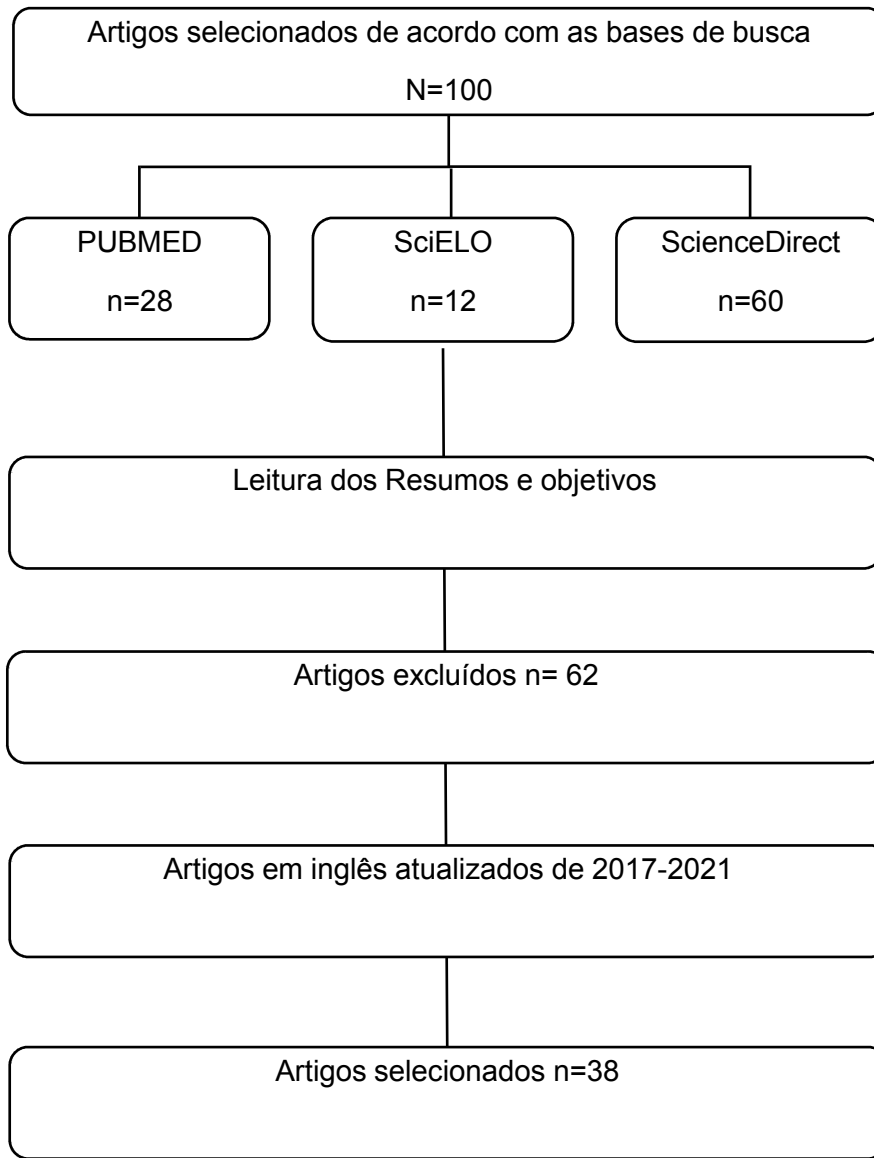 Artigos selecionados de acordo com as bases de busca
N=100
PUBMED
n=28
SciELO
n=12
ScienceDirect
n=60
Leitura dos Resumos e objetivos
Artigos excluídos n= 62
Artigos em inglês atualizados de 2017-2021
Artigos selecionados n=38